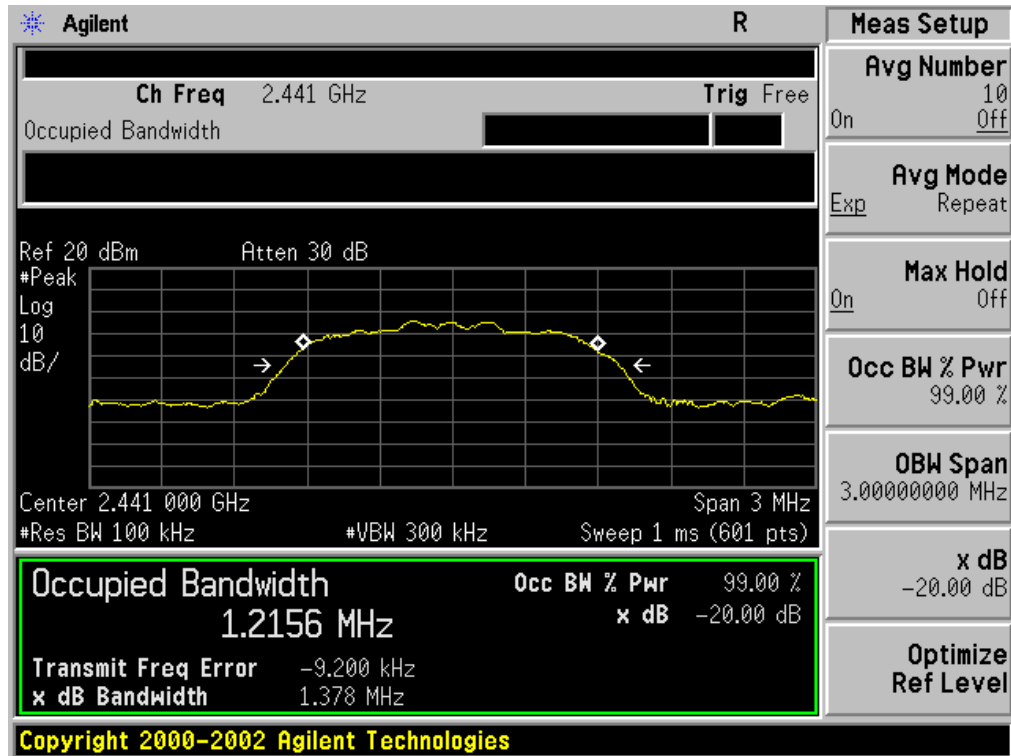 Agilent R Meas Setup
Ch Freq 2.441 GHz Trig Free
Occupied Bandwidth
Ref 20 dBm Atten 30 dB
#Peak
Log
10
dB/
Center 2.441 000 GHz Span 3 MHz
#Res BW 100 kHz #VBW 300 kHz Sweep 1 ms (601 pts)
Occupied Bandwidth
1.2156 MHz
Occ BW % Pwr 99.00 %
x dB -20.00 dB
Transmit Freq Error -9.200 kHz
x dB Bandwidth 1.378 MHz
Copyright 2000-2002 Agilent Technologies
Avg Number
10
On Off
Avg Mode
Exp Repeat
Max Hold
On Off
Occ BW % Pwr
99.00 %
OBW Span
3.00000000 MHz
x dB
-20.00 dB
Optimize
Ref Level